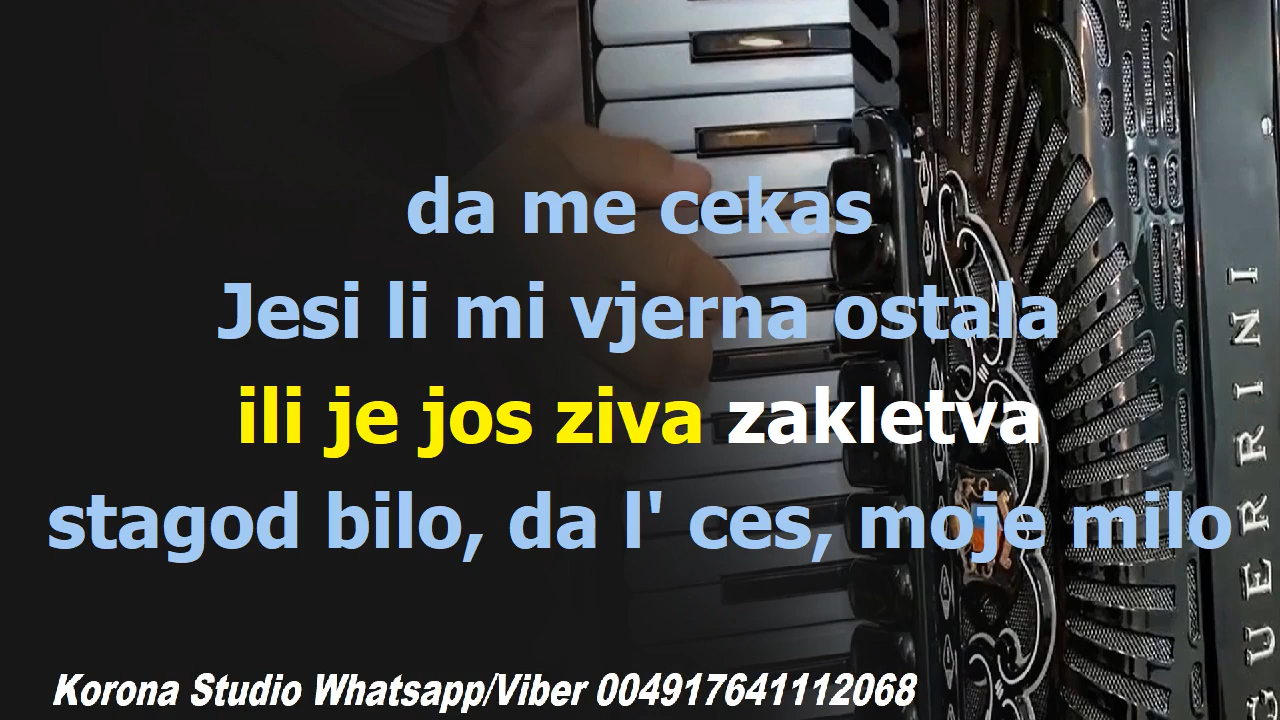 da me cekas
Jesi li mi vjerna ostala
ili je jos ziva zakletva
stagod bilo, da l' ces, moje milo
Korona Studio Whatsapp/Viber 004917641112068
GUERRINI